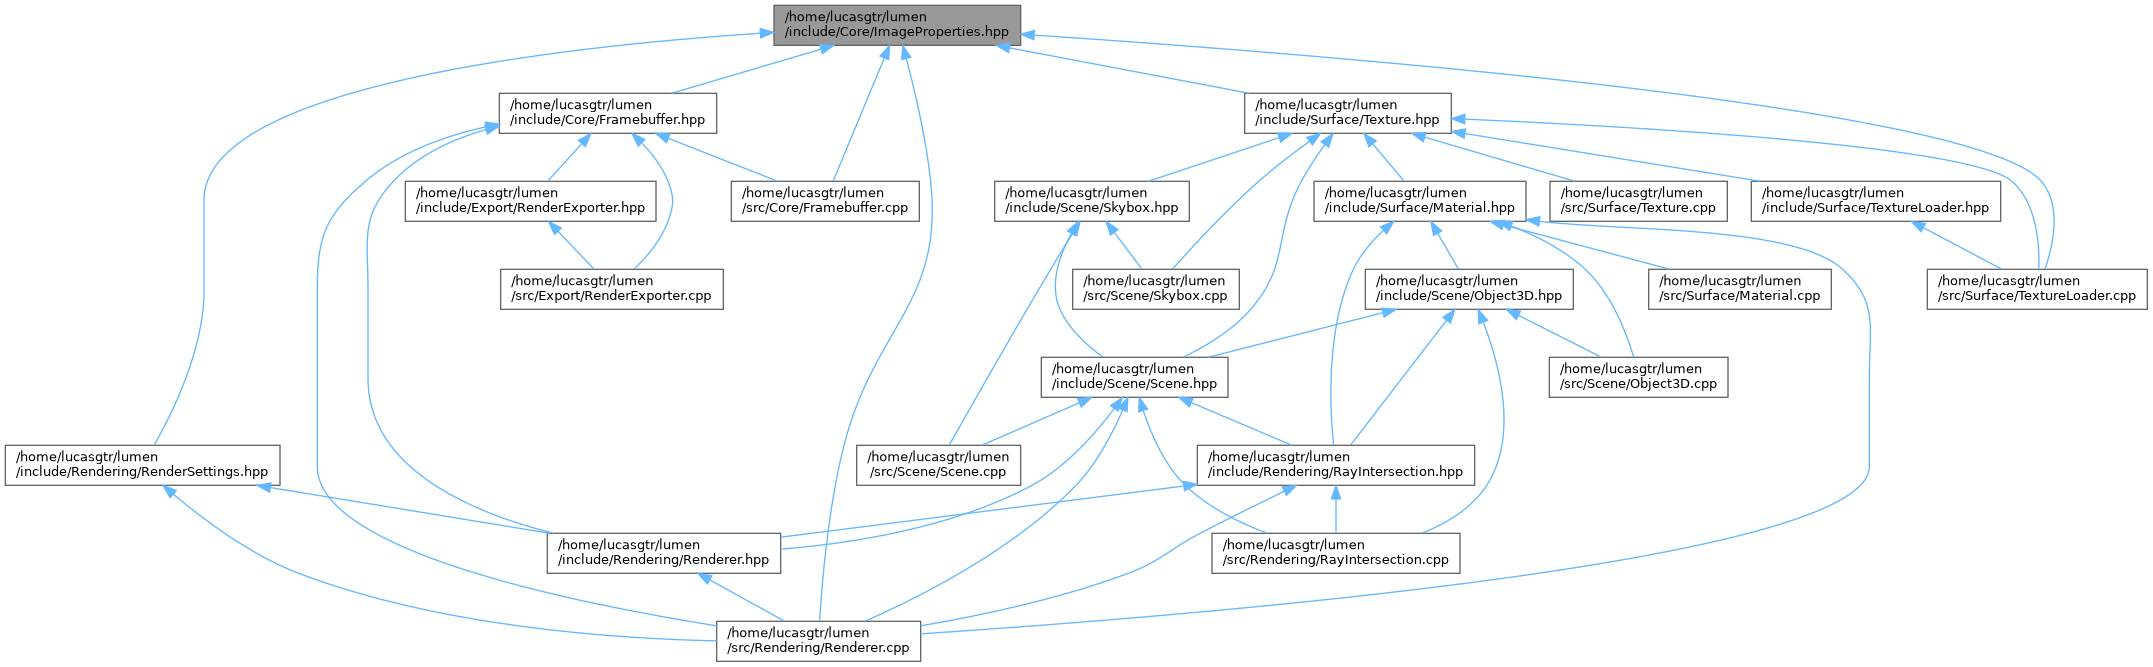 /home/lucasgtr/lumen
/include/Core/ImageProperties.hpp
/home/lucasgtr/lumen
/include/Core/Framebuffer.hpp
/home/lucasgtr/lumen
/include/Surface/Texture.hpp
/home/lucasgtr/lumen
/include/Export/RenderExporter.hpp
/home/lucasgtr/lumen
/src/Core/Framebuffer.cpp
/home/lucasgtr/lumen
/include/Scene/Skybox.hpp
/home/lucasgtr/lumen
/include/Surface/Material.hpp
/home/lucasgtr/lumen
/src/Surface/Texture.cpp
/home/lucasgtr/lumen
/include/Surface/TextureLoader.hpp
/home/lucasgtr/lumen
/src/Export/RenderExporter.cpp
/home/lucasgtr/lumen
/src/Scene/Skybox.cpp
/home/lucasgtr/lumen
/include/Scene/Object3D.hpp
/home/lucasgtr/lumen
/src/Surface/Material.cpp
/home/lucasgtr/lumen
/src/Surface/TextureLoader.cpp
/home/lucasgtr/lumen
/include/Scene/Scene.hpp
/home/lucasgtr/lumen
/src/Scene/Object3D.cpp
/home/lucasgtr/lumen
/include/Rendering/RenderSettings.hpp
/home/lucasgtr/lumen
/src/Scene/Scene.cpp
/home/lucasgtr/lumen
/include/Rendering/RayIntersection.hpp
/home/lucasgtr/lumen
/include/Rendering/Renderer.hpp
/home/lucasgtr/lumen
/src/Rendering/RayIntersection.cpp
/home/lucasgtr/lumen
/src/Rendering/Renderer.cpp